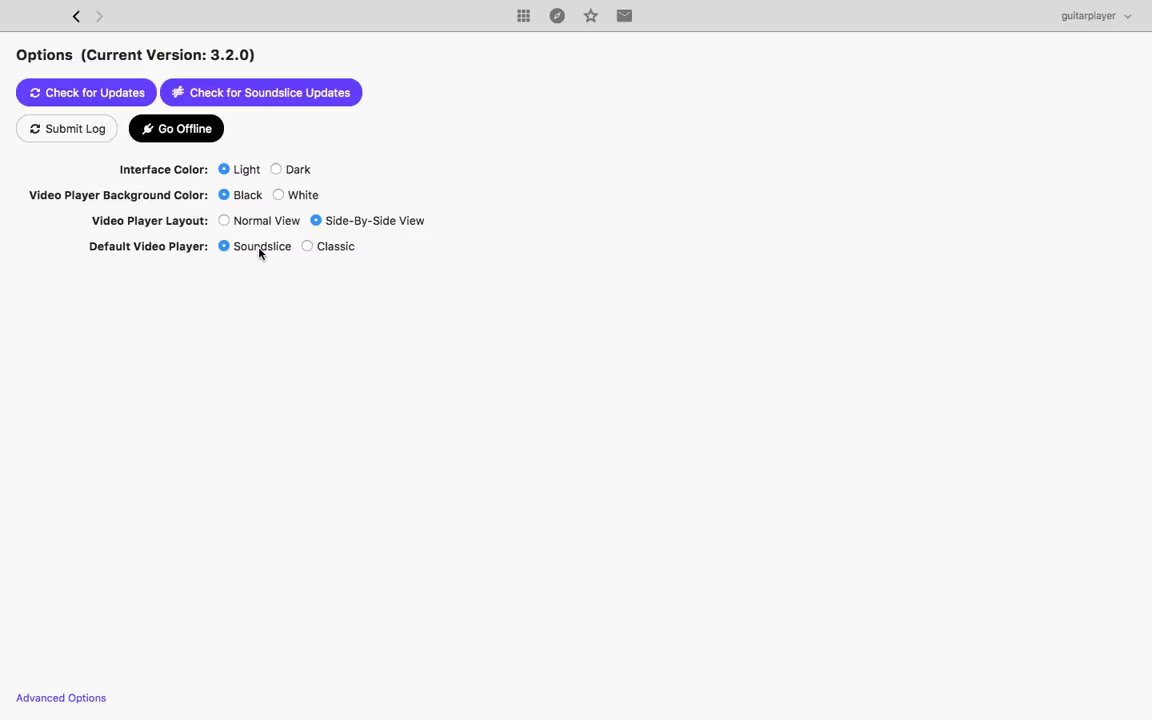 guitarplayer
Options (Current Version: 3.2.0)
Check for Updates Check for Soundslice Updates
Submit Log Go Offline
Interface Color: Light Dark
Video Player Background Color: Black White
Video Player Layout: Normal View Side-By-Side View
Default Video Player: Soundslice Classic
Advanced Options